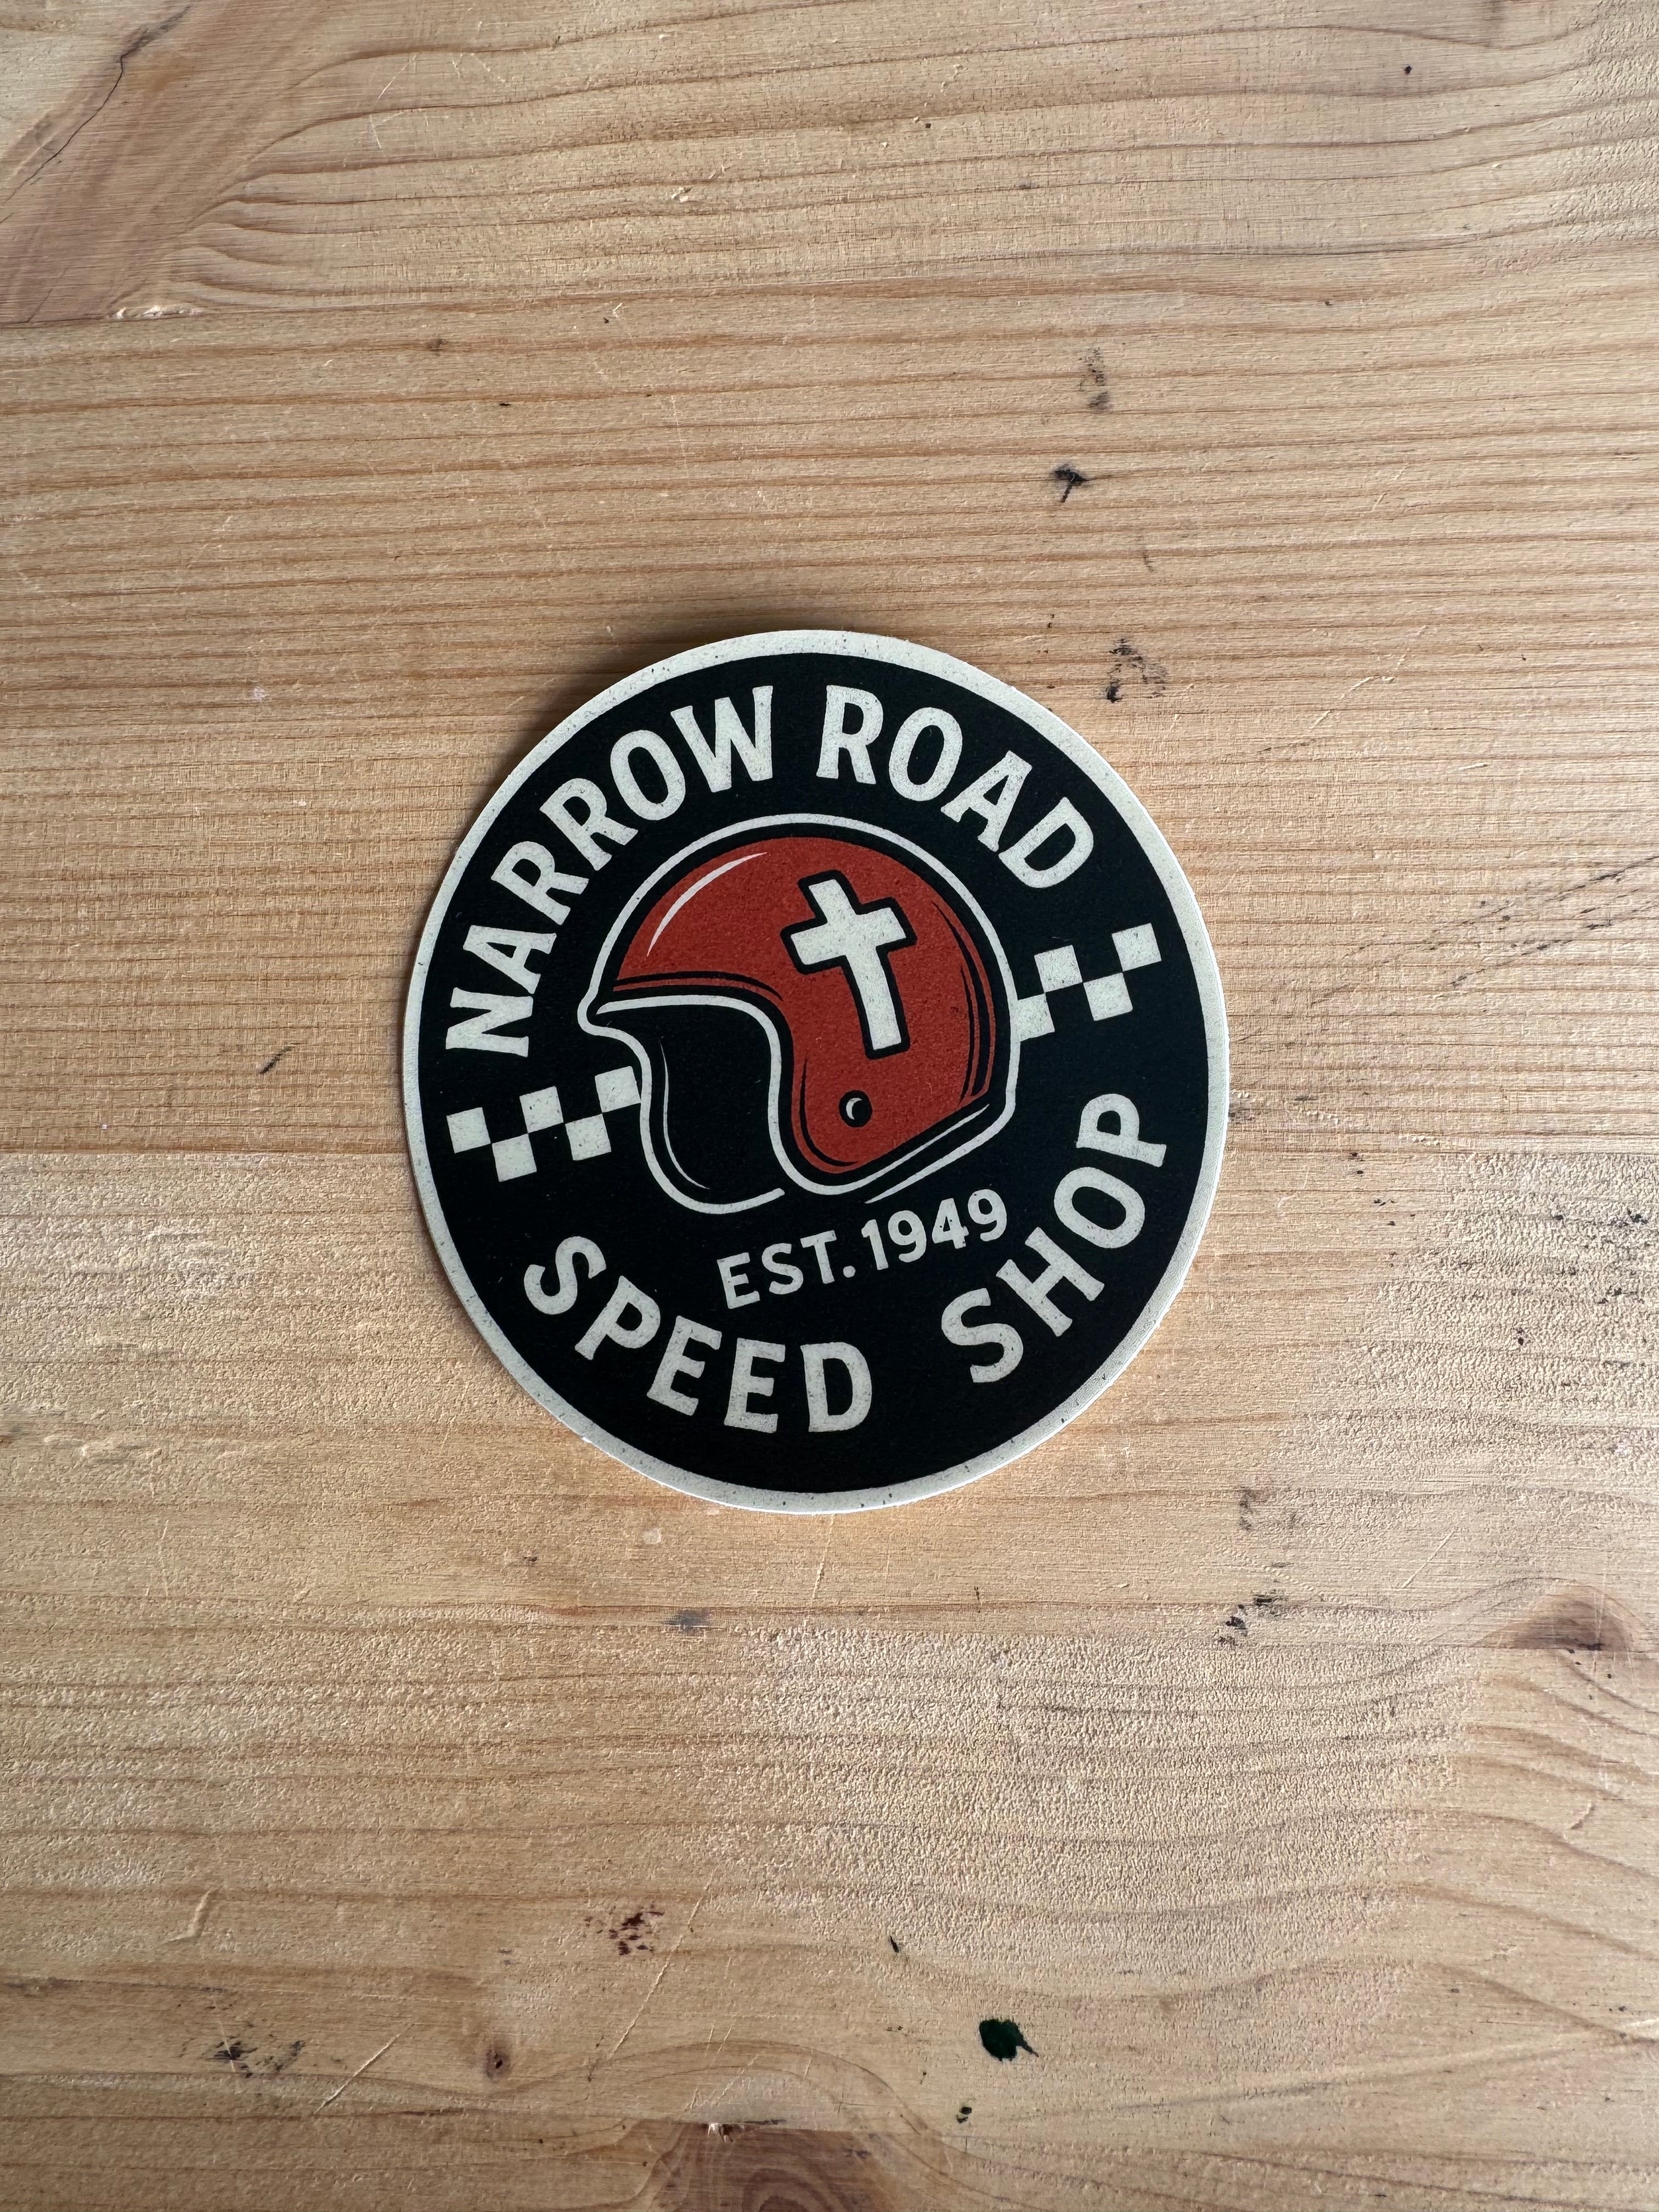 NARROW ROAD
EST. 1949
SPEED SHOP